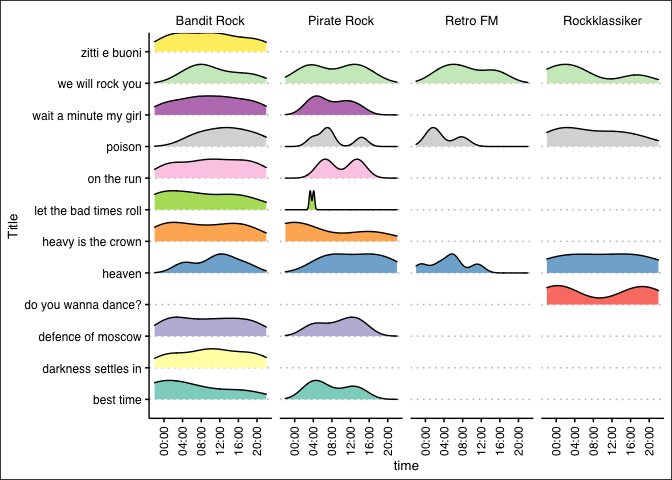 Bandit Rock Pirate Rock Retro FM Rockklassiker
Title
zitti e buoni
we will rock you
wait a minute my girl
poison
on the run
let the bad times roll
heavy is the crown
heaven
do you wanna dance?
defence of moscow
darkness settles in
best time
00:00 04:00 08:00 12:00 16:00 20:00 00:00 04:00 08:00 12:00 16:00 20:00 00:00 04:00 08:00 12:00 16:00 20:00 00:00 04:00 08:00 12:00 16:00 20:00
time